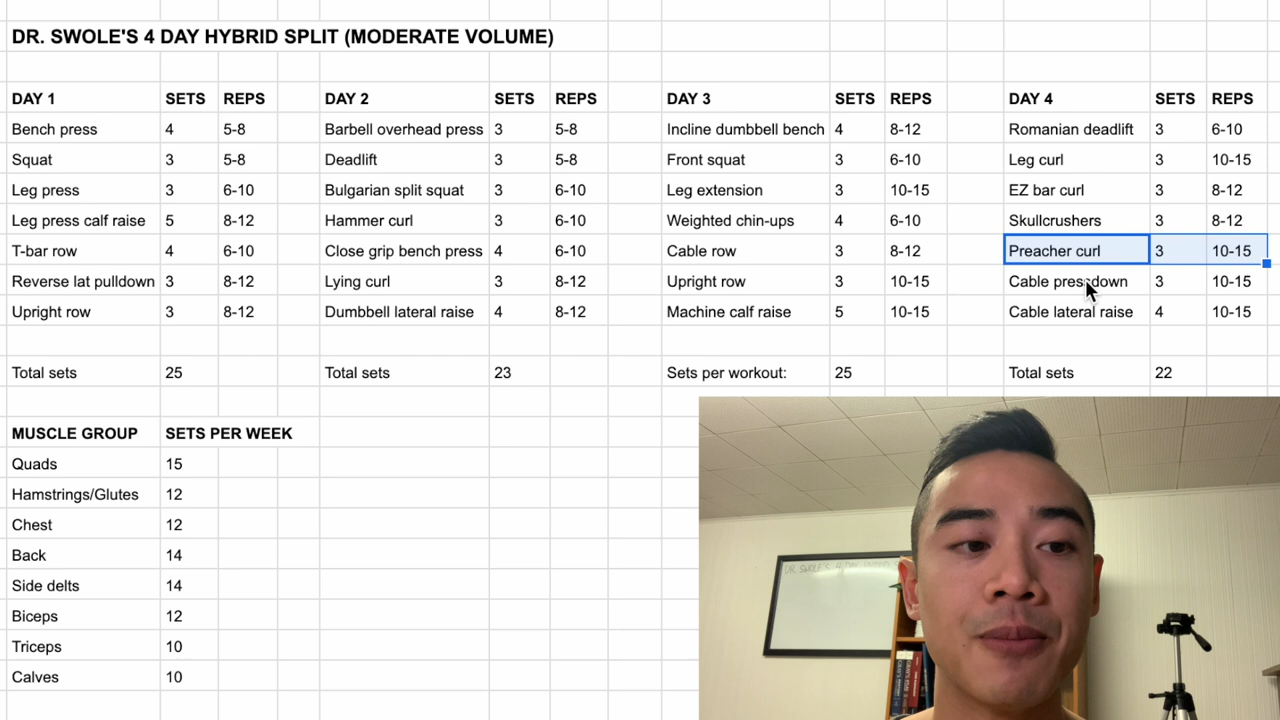 DR. SWOLE'S 4 DAY HYBRID SPLIT (MODERATE VOLUME)
DAY 1 SETS REPS DAY 2 SETS REPS DAY 3 SETS REPS DAY 4 SETS REPS
Bench press 4 5-8 Barbell overhead press 3 5-8 Incline dumbbell bench 4 8-12 Romanian deadlift 3 6-10
Squat 3 5-8 Deadlift 3 5-8 Front squat 3 6-10 Leg curl 3 10-15
Leg press 3 6-10 Bulgarian split squat 3 6-10 Leg extension 3 10-15 EZ bar curl 3 8-12
Leg press calf raise 5 8-12 Hammer curl 3 6-10 Weighted chin-ups 4 6-10 Skullcrushers 3 8-12
T-bar row 4 6-10 Close grip bench press 4 6-10 Cable row 3 8-12 Preacher curl 3 10-15
Reverse lat pulldown 3 8-12 Lying curl 3 8-12 Upright row 3 10-15 Cable pressdown 3 10-15
Upright row 3 8-12 Dumbbell lateral raise 4 8-12 Machine calf raise 5 10-15 Cable lateral raise 4 10-15
Total sets 25 Total sets 23 Sets per workout: 25 Total sets 22
MUSCLE GROUP SETS PER WEEK
Quads 15
Hamstrings/Glutes 12
Chest 12
Back 14
Side delts 14
Biceps 12
Triceps 10
Calves 10
DR. SWOLE'S 4 DAY HYBRID